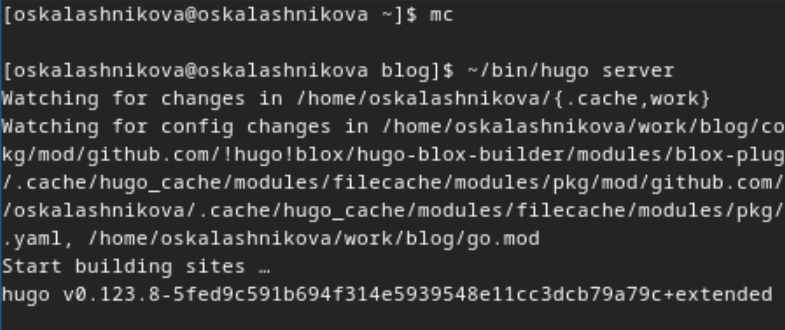 [oskalashnikova@oskalashnikova ~]$ mc
[oskalashnikova@oskalashnikova blog]$ ~/bin/hugo server
Watching for changes in /home/oskalashnikova/{.cache,work}
Watching for config changes in /home/oskalashnikova/work/blog/co
kg/mod/github.com/!hugo!blox/hugo-blox-builder/modules/blox-plug
/.cache/hugo_cache/modules/filecache/modules/pkg/mod/github.com/
/oskalashnikova/.cache/hugo_cache/modules/filecache/modules/pkg/
.yaml, /home/oskalashnikova/work/blog/go.mod
Start building sites …
hugo v0.123.8-5fed9c591b694f314e5939548e11cc3dcb79a79c+extended